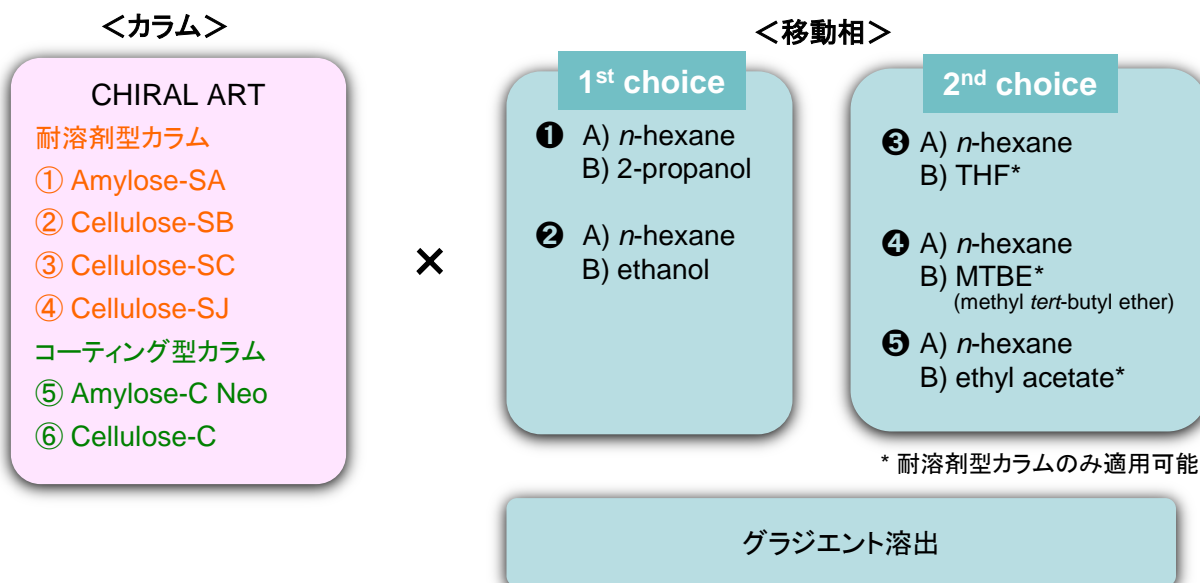 ＜カラム＞
CHIRAL ART
耐溶剤型カラム
① Amylose-SA
② Cellulose-SB
③ Cellulose-SC
④ Cellulose-SJ
コーティング型カラム
⑤ Amylose-C Neo
⑥ Cellulose-C
×
＜移動相＞
1st choice
❶ A) n-hexane
B) 2-propanol
❷ A) n-hexane
B) ethanol
2nd choice
❸ A) n-hexane
B) THF*
❹ A) n-hexane
B) MTBE*
(methyl tert-butyl ether)
❺ A) n-hexane
B) ethyl acetate*
* 耐溶剤型カラムのみ適用可能
グラジエント溶出